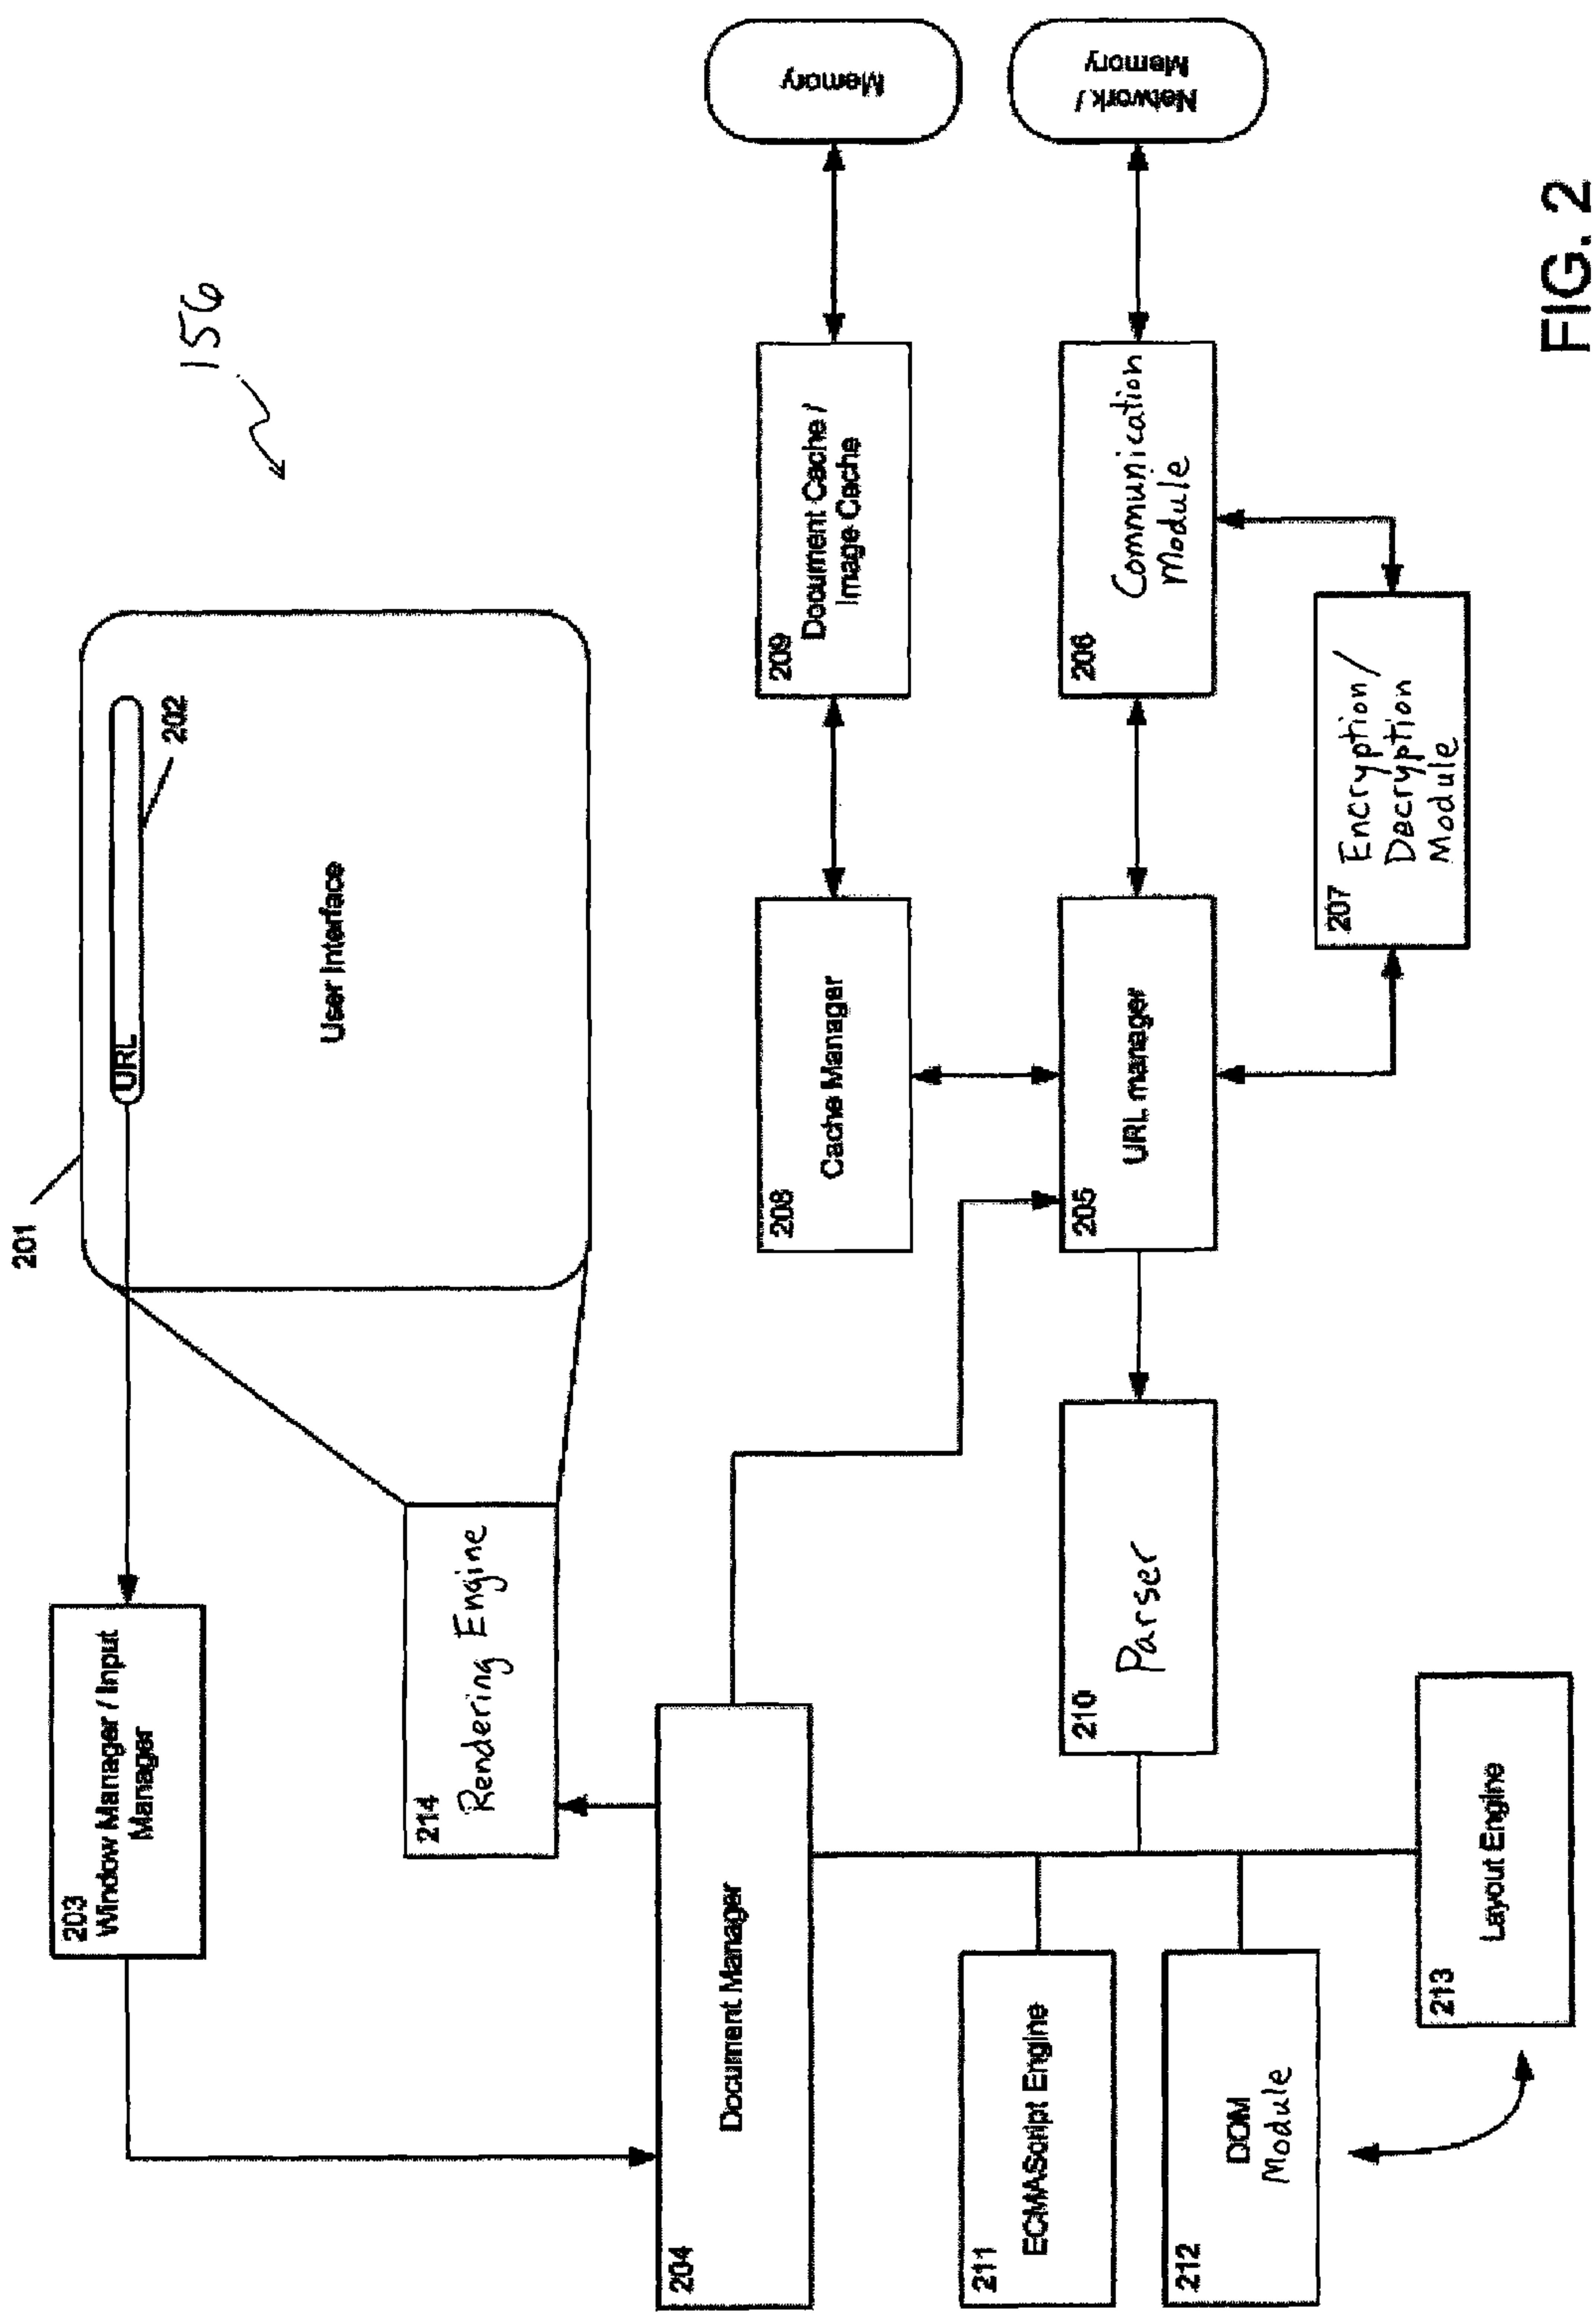 156
201
URL
202
User Interface
203
Window Manager / Input
Manager
214
Rendering Engine
204
Document Manager
208
Cache Manager
209
Document Cache /
Image Cache
Memory
205
URL manager
206
Communication
Module
Network /
Memory
207
Encryption/
Decryption
Module
210
Parser
211
ECMAScript Engine
212
DOM
Module
213
Layout Engine
FIG. 2